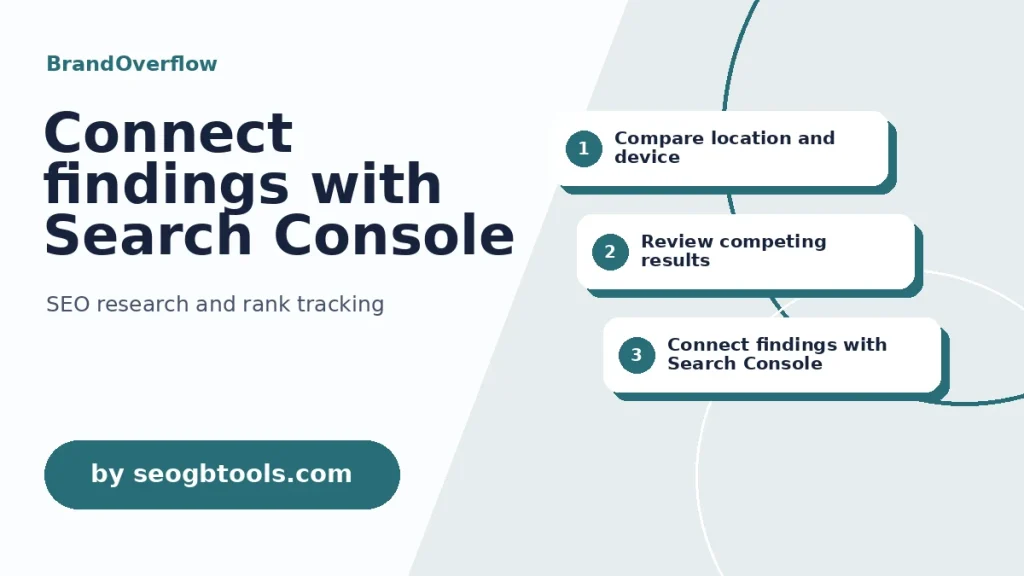 BrandOverflow
Connect
findings with
Search Console
SEO research and rank tracking
by seogbtools.com
1
Compare location and
device
2
Review competing
results
3
Connect findings with
Search Console